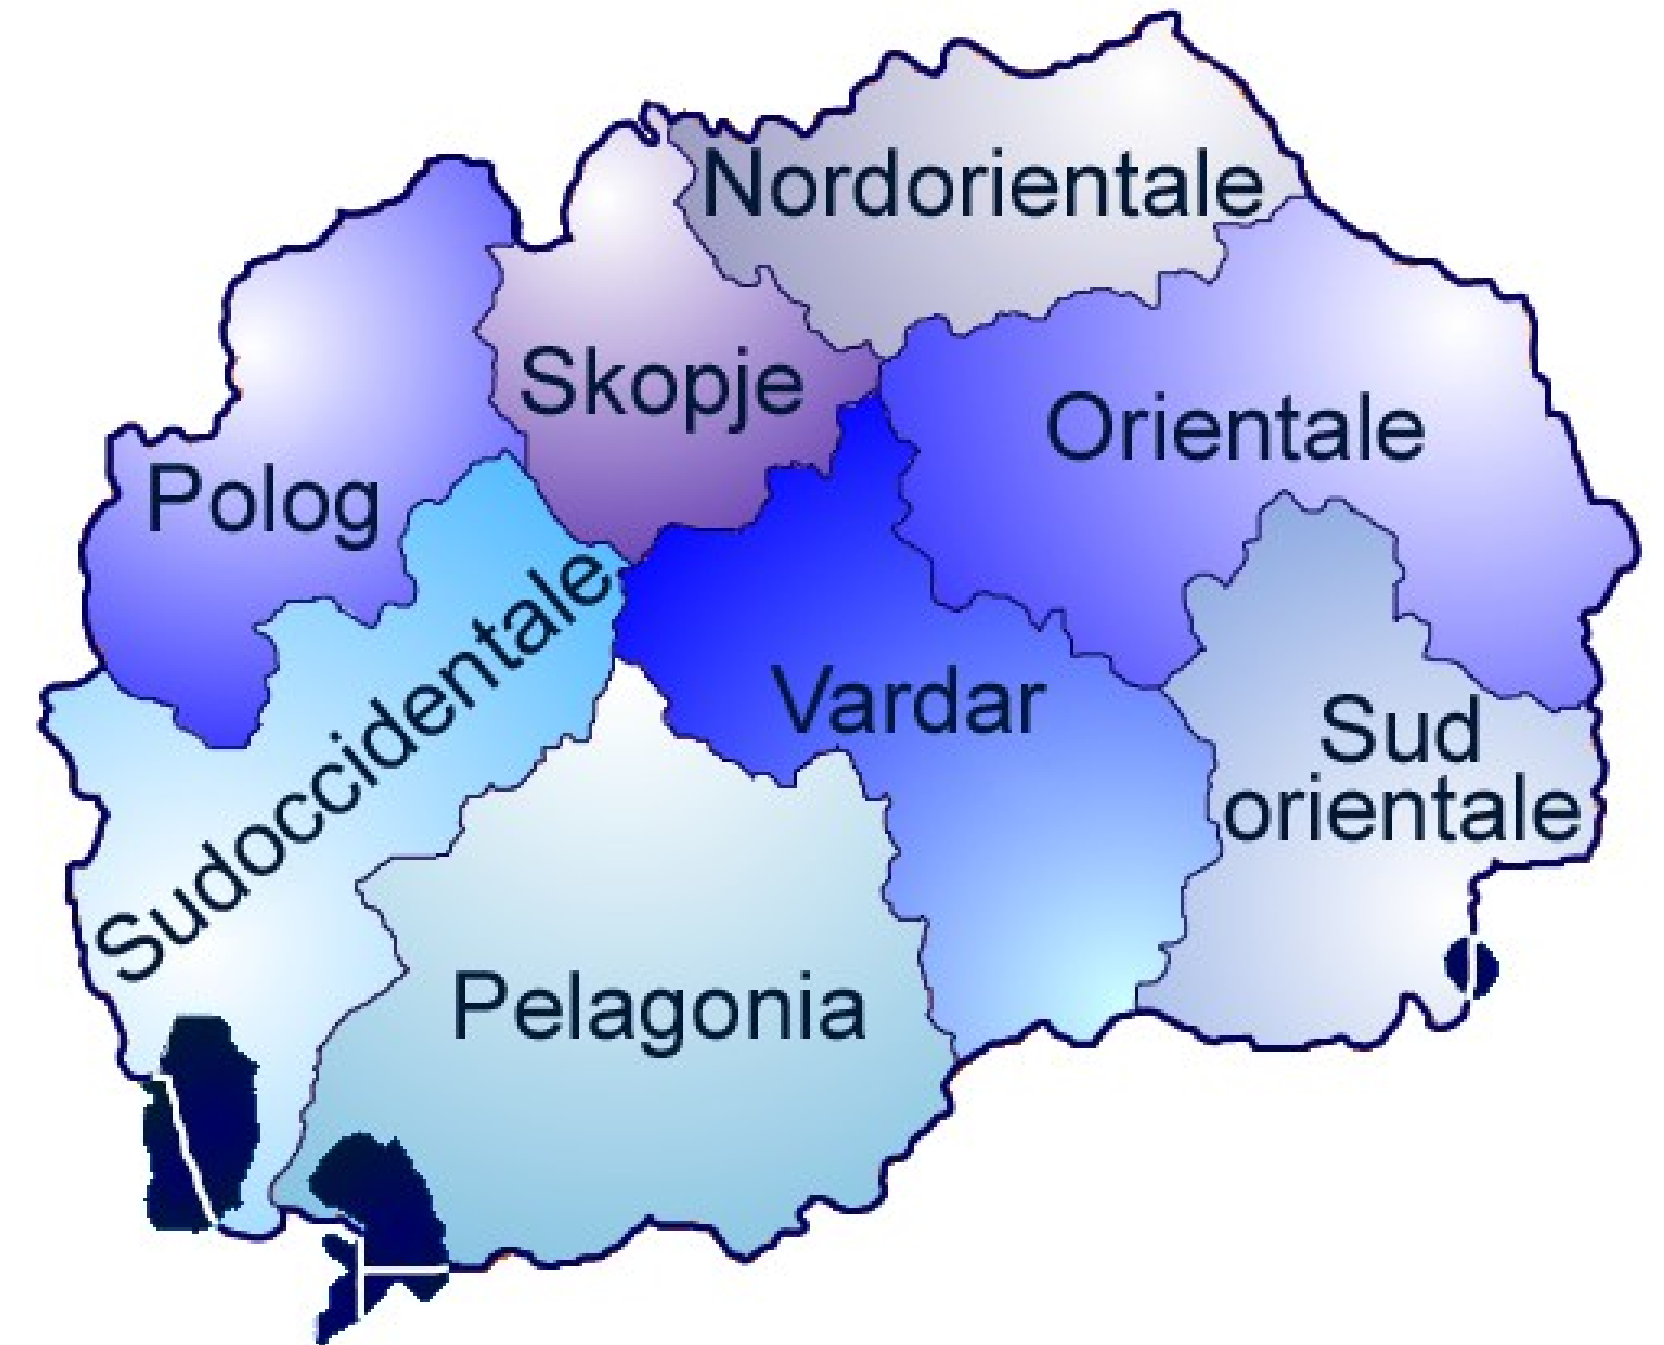 Nordorientale
Skopje
Orientale
Polog
Sudoccidentale
Vardar
Sud
orientale
Pelagonia